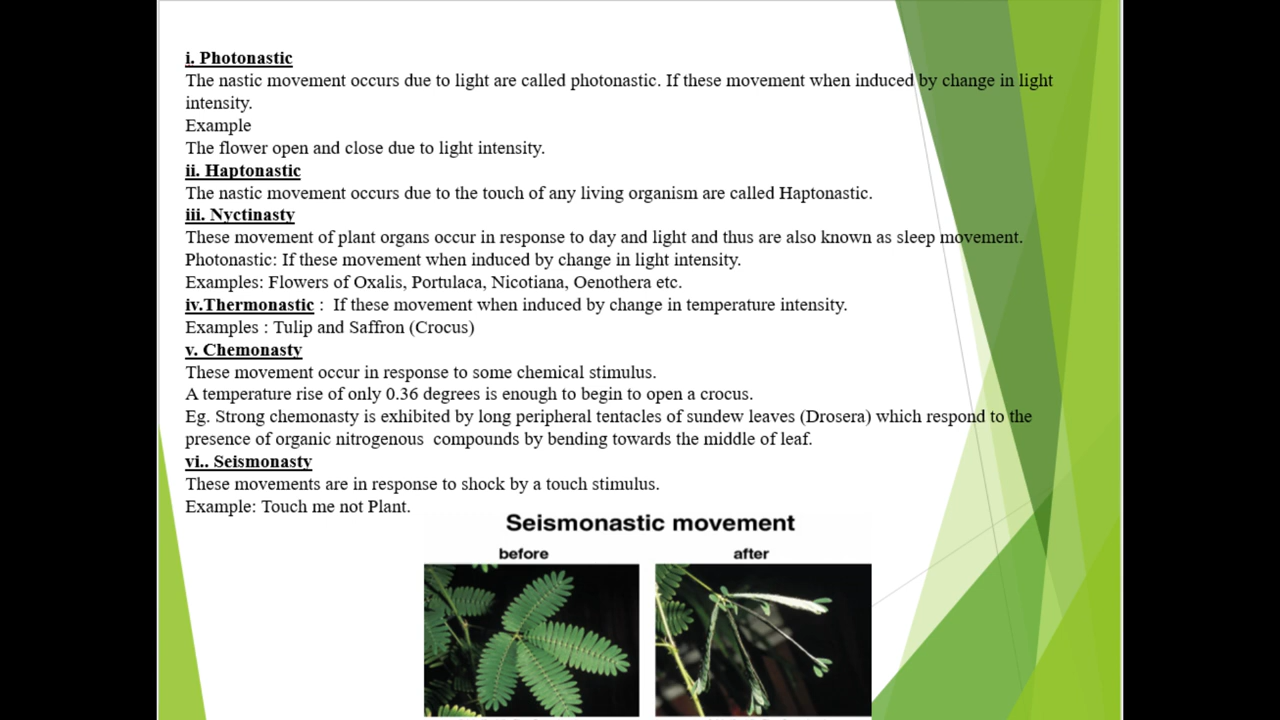 i. Photonastic
The nastic movement occurs due to light are called photonastic. If these movement when induced by change in light
intensity.
Example
The flower open and close due to light intensity.
ii. Haptonastic
The nastic movement occurs due to the touch of any living organism are called Haptonastic.
iii. Nyctinasty
These movement of plant organs occur in response to day and light and thus are also known as sleep movement.
Photonastic: If these movement when induced by change in light intensity.
Examples: Flowers of Oxalis, Portulaca, Nicotiana, Oenothera etc.
iv.Thermonastic :  If these movement when induced by change in temperature intensity.
Examples : Tulip and Saffron (Crocus)
v. Chemonasty
These movement occur in response to some chemical stimulus.
A temperature rise of only 0.36 degrees is enough to begin to open a crocus.
Eg. Strong chemonasty is exhibited by long peripheral tentacles of sundew leaves (Drosera) which respond to the
presence of organic nitrogenous  compounds by bending towards the middle of leaf.
vi.. Seismonasty
These movements are in response to shock by a touch stimulus.
Example: Touch me not Plant.
Seismonastic movement
before after